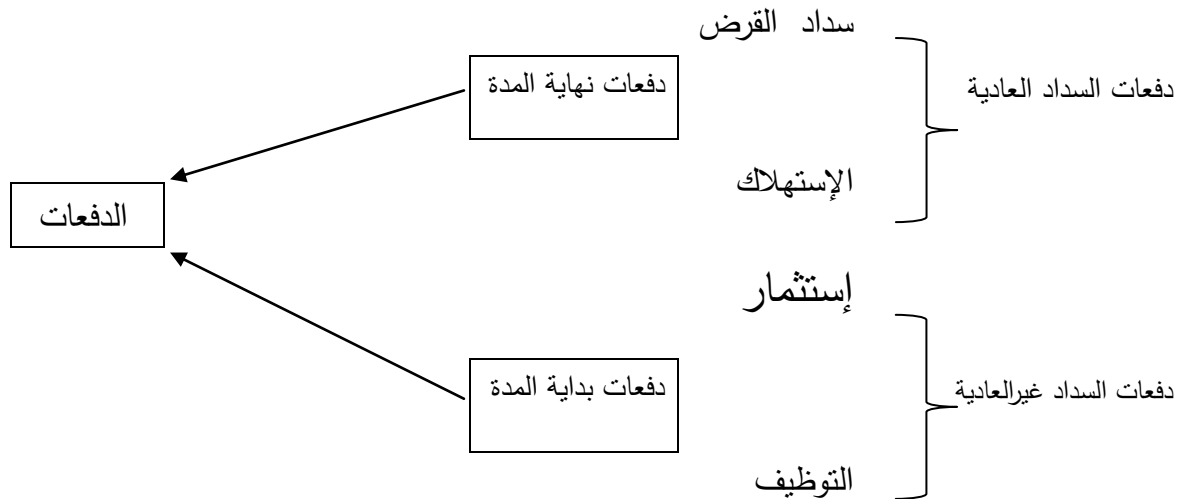 سداد القرض
دفعات السداد العادية
دفعات نهاية المدة
الإستهلاك
الدفعات
إستثمار
دفعات السداد غيرالعادية
دفعات بداية المدة
التوظيف